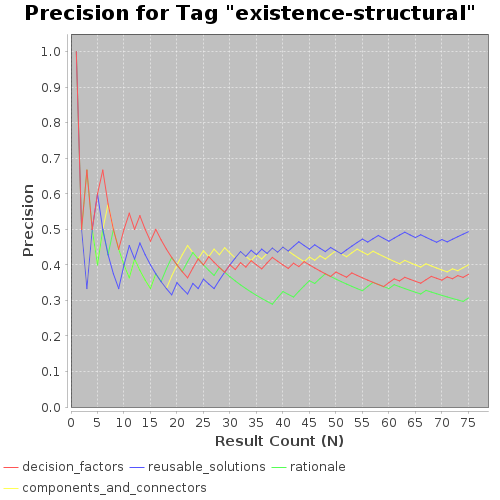 Precision for Tag "existence-structural"
1.0
0.9
0.8
0.7
0.6
0.5
0.4
0.3
0.2
0.1
0.0
Precision
0 5 10 15 20 25 30 35 40 45 50 55 60 65 70 75
Result Count (N)
decision_factors reusable_solutions rationale
components_and_connectors